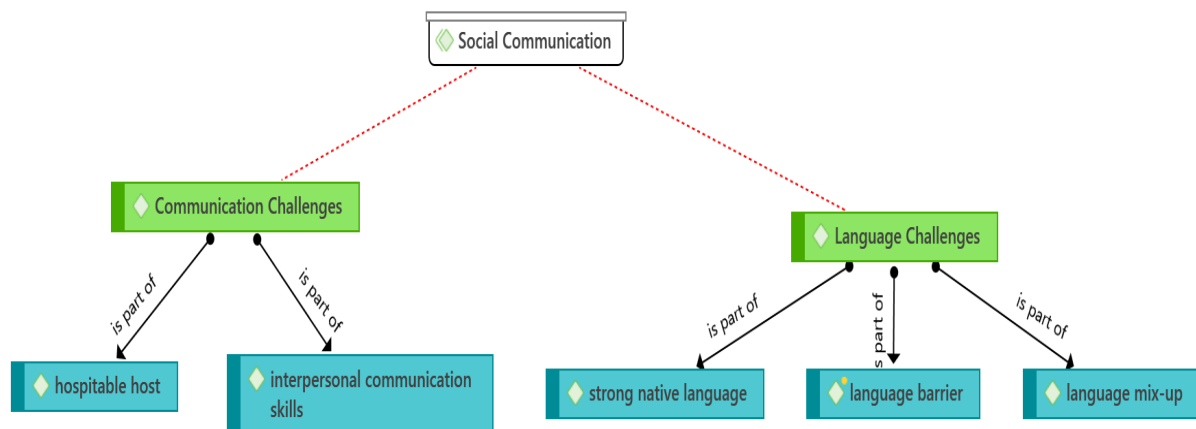 Social Communication
Communication Challenges
Language Challenges
is part of
is part of
is part of
is part of
is part of
hospitable host
interpersonal communication
skills
strong native language
language barrier
language mix-up